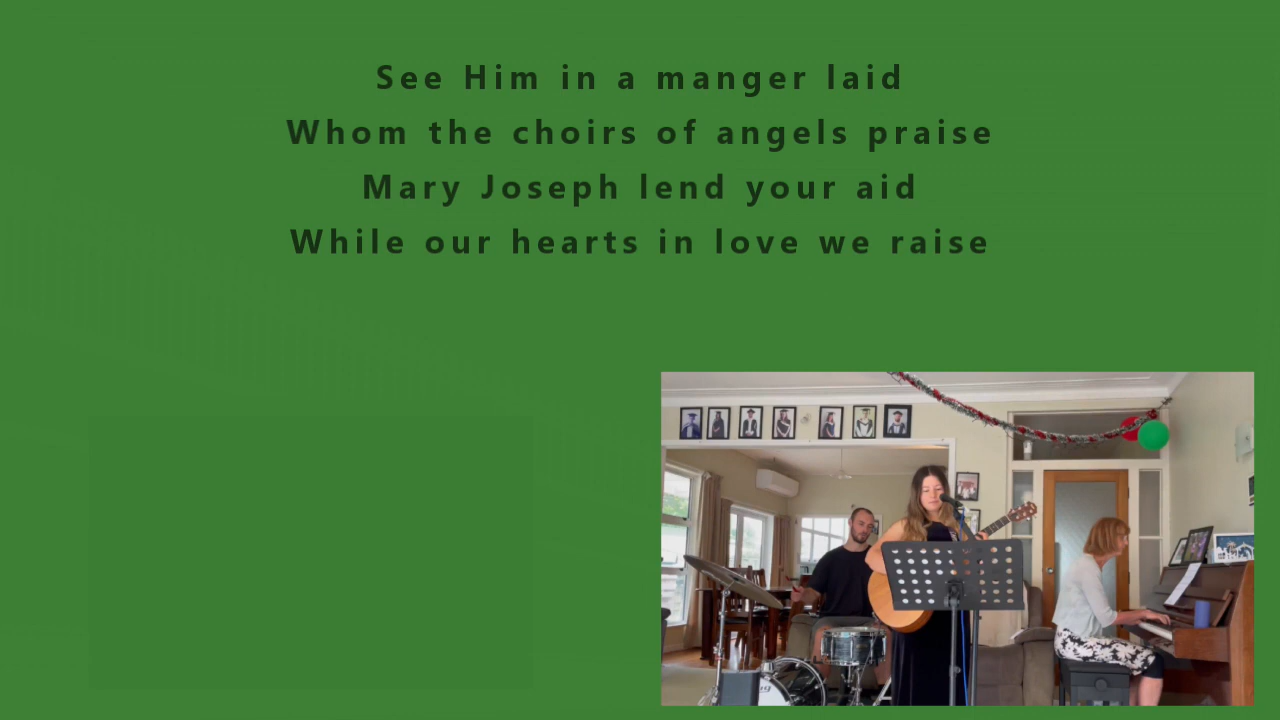 See Him in a manger laid
Whom the choirs of angels praise
Mary Joseph lend your aid
While our hearts in love we raise